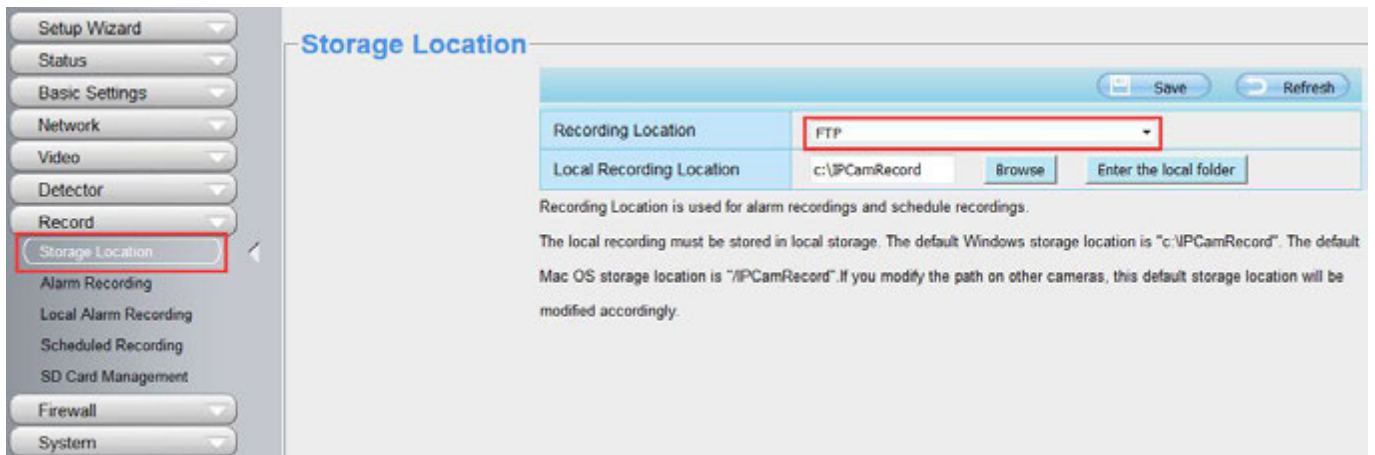 Setup Wizard
Status
Basic Settings
Network
Video
Detector
Record
Storage Location
Alarm Recording
Local Alarm Recording
Scheduled Recording
SD Card Management
Firewall
System
Storage Location
Save Refresh
Recording Location FTP
Local Recording Location c:\IPCamRecord Browse Enter the local folder
Recording Location is used for alarm recordings and schedule recordings.
The local recording must be stored in local storage. The default Windows storage location is "c:\IPCamRecord". The default
Mac OS storage location is "/IPCamRecord".If you modify the path on other cameras, this default storage location will be
modified accordingly.